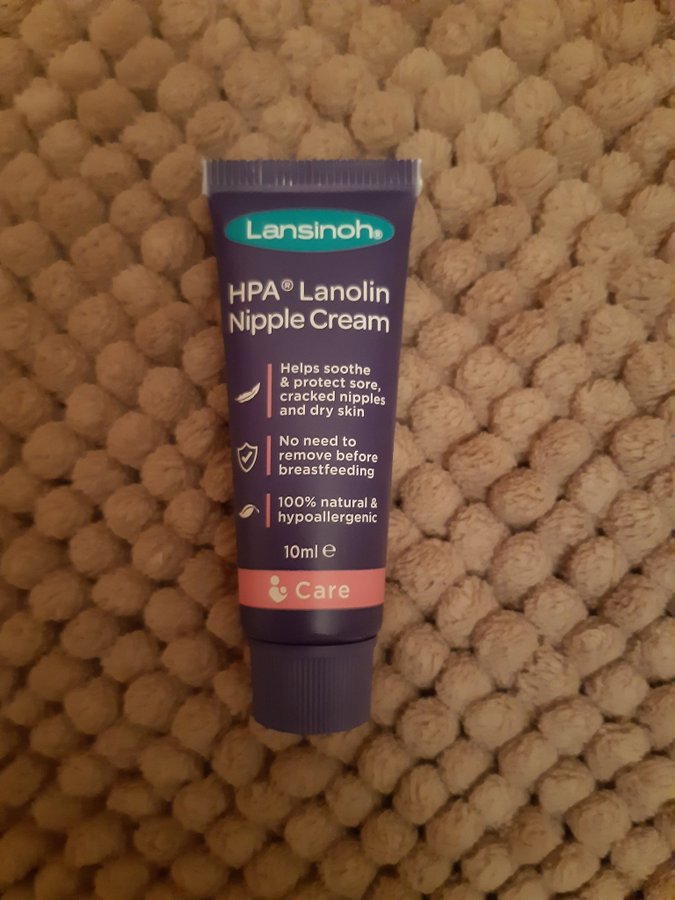 Lansinoh®
HPA® Lanolin
Nipple Cream
Helps soothe
& protect sore,
cracked nipples
and dry skin
No need to
remove before
breastfeeding
100% natural &
hypoallergenic
10ml ℮
Care